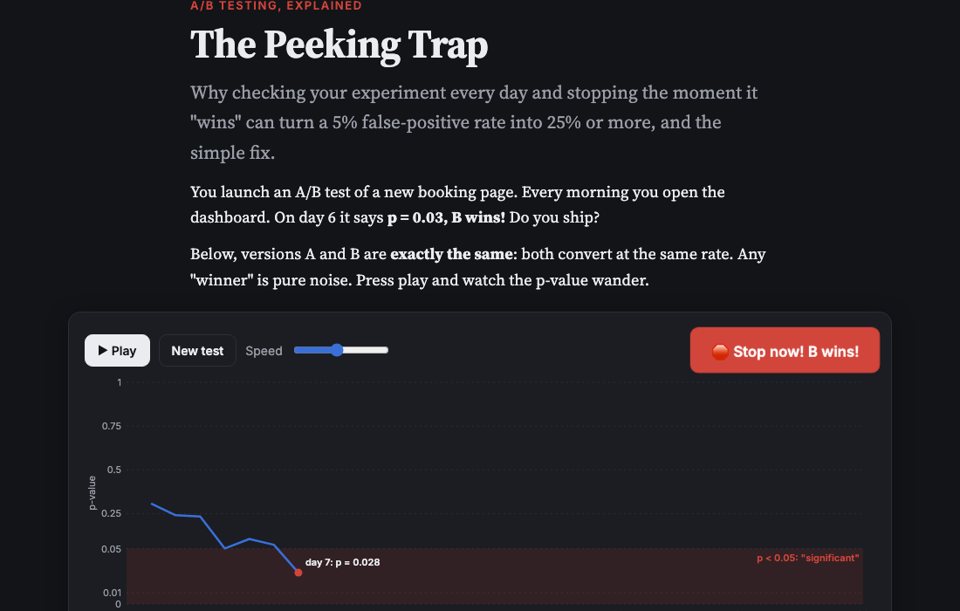 A/B TESTING, EXPLAINED
The Peeking Trap
Why checking your experiment every day and stopping the moment it
"wins" can turn a 5% false-positive rate into 25% or more, and the
simple fix.
You launch an A/B test of a new booking page. Every morning you open the
dashboard. On day 6 it says p = 0.03, B wins! Do you ship?
Below, versions A and B are exactly the same: both convert at the same rate. Any
"winner" is pure noise. Press play and watch the p-value wander.
Play
New test
Speed
Stop now! B wins!
1
0.75
0.5
p-value
0.25
0.05
day 7: p = 0.028
p < 0.05: "significant"
0.01
0